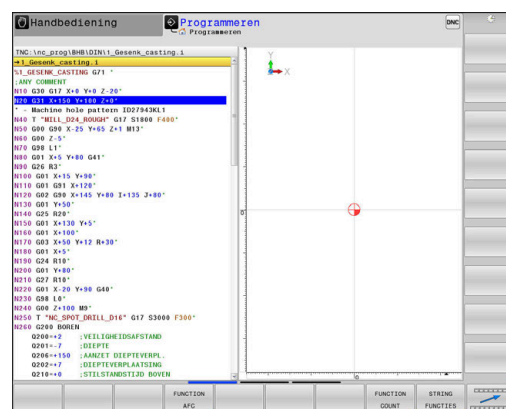 Handbediening
Programmeren
Programmeren
DNC
TNC:\nc_prog\BHB\DIN\1_Gesenk_casting.i
→1_Gesenk_casting.i
%1_GESENK_CASTING G71 *
;ANY COMMENT
N10 G30 G17 X+0 Y+0 Z-20*
N20 G31 X+150 Y+100 Z+0*
* - Machine hole pattern ID27943KL1
N40 T "MILL_D24_ROUGH" G17 S1800 F400*
N50 G00 G90 X-25 Y+65 Z+1 M13*
N60 G00 Z-5*
N70 G98 L1*
N80 G01 X+5 Y+80 G41*
N90 G26 R3*
N100 G01 X+15 Y+90*
N110 G01 G91 X+120*
N120 G02 G90 X+145 Y+80 I+135 J+80*
N130 G01 Y+50*
N140 G25 R20*
N150 G01 X+130 Y+5*
N160 G01 X+100*
N170 G03 X+50 Y+12 R+30*
N180 G01 X+5*
N190 G24 R10*
N200 G01 Y+80*
N210 G27 R10*
N220 G01 X-20 Y+90 G40*
N230 G98 L0*
N240 G00 Z+100 M9*
N250 T "NC_SPOT_DRILL_D16" G17 S3000 F300*
N260 G200 BOREN
Q200=+2 ;VEILIGHEIDSAFSTAND
Q201=-7 ;DIEPTE
Q206=+150 ;AANZET DIEPTEVERPL.
Q202=+7 ;DIEPTEVERPLAATSING
Q210=+0 ;STILSTANDSTIJD BOVEN
Y
X
0
0
FUNCTION
AFC
FUNCTION
COUNT
STRING
FUNCTIES